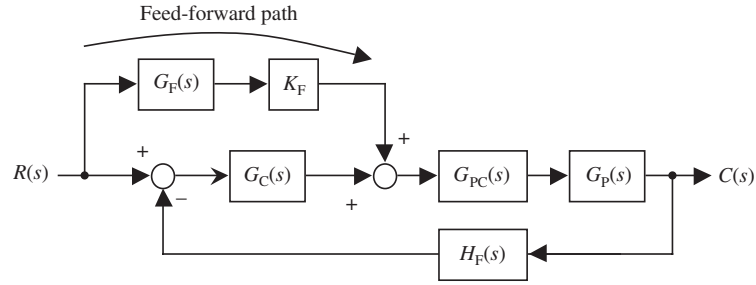 Feed-forward path
G_F(s)
K_F
+
R(s)
+
G_C(s)
+
G_PC(s)
G_P(s)
C(s)
−
H_F(s)